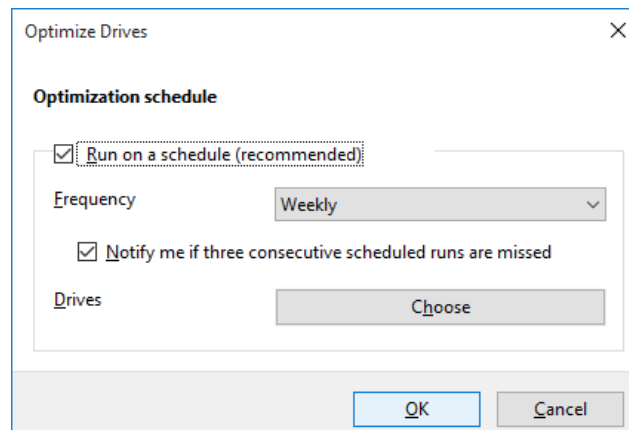 Optimize Drives
Optimization schedule
Run on a schedule (recommended)
Frequency
Weekly
Notify me if three consecutive scheduled runs are missed
Drives
Choose
OK
Cancel